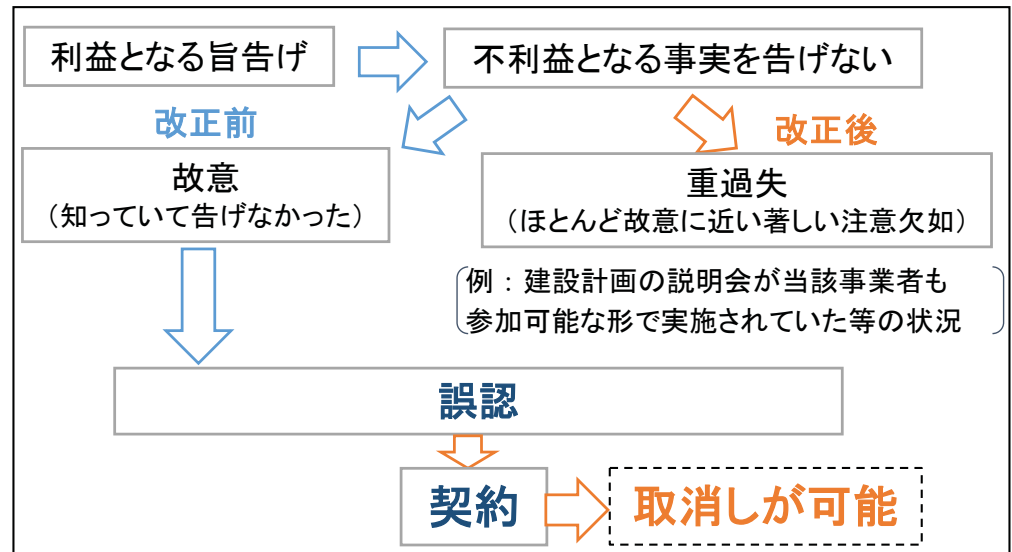 利益となる旨告げ
不利益となる事実を告げない
改正前
改正後
故意
（知っていて告げなかった）
重過失
（ほとんど故意に近い著しい注意欠如）
例：建設計画の説明会が当該事業者も
参加可能な形で実施されていた等の状況
誤認
契約
取消しが可能